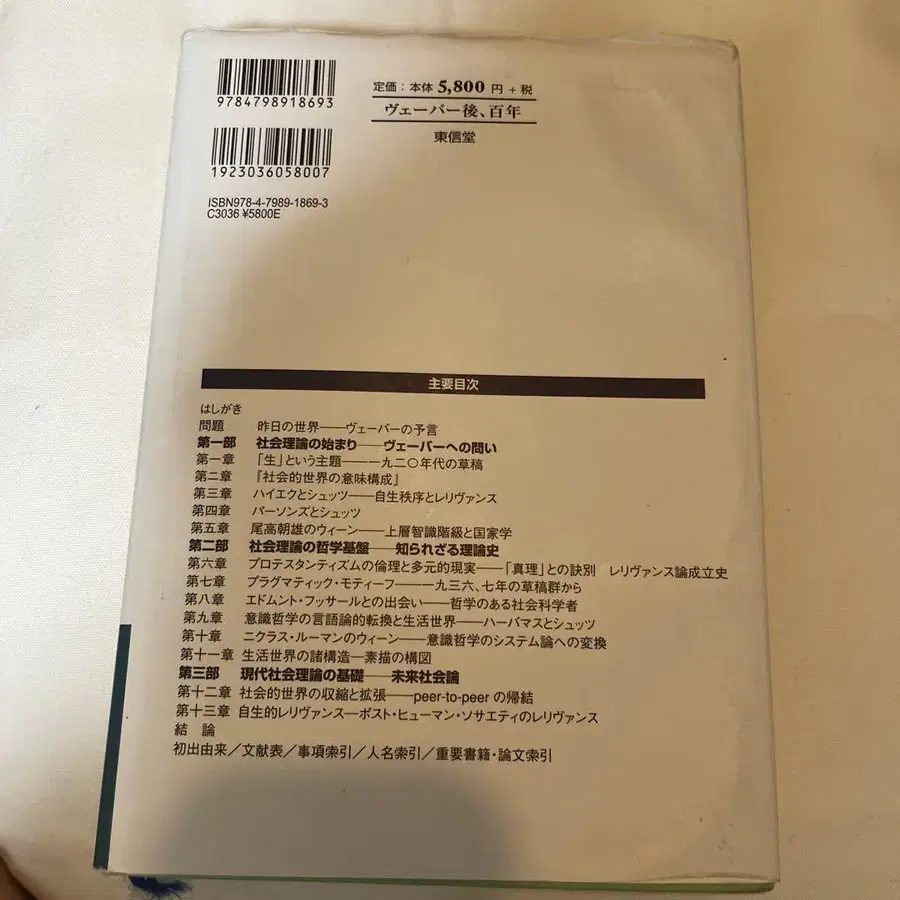 9784798918693
定価：本体 5,800 円 + 税
ヴェーバー後、百年
東信堂
1923036058007
ISBN978-4-7989-1869-3
C3036 ¥5800E
主要目次
はしがき
問題 昨日の世界――ヴェーバーの予言
第一部 社会理論の始まり――ヴェーバーへの問い
第一章 「生」という主題――一九二〇年代の草稿
第二章 『社会的世界の意味構成』
第三章 ハイエクとシュッツ――自生秩序とレリヴァンス
第四章 パーソンズとシュッツ
第五章 尾高朝雄のウィーン――上層智識階級と国家学
第二部 社会理論の哲学基盤――知られざる理論史
第六章 プロテスタンティズムの倫理と多元的現実――「真理」との訣別 レリヴァンス論成立史
第七章 プラグマティック・モティーフ――一九三六、七年の草稿群から
第八章 エドムント・フッサールとの出会い――哲学のある社会科学者
第九章 意識哲学の言語論的転換と生活世界――ハーバマスとシュッツ
第十章 ニクラス・ルーマンのウィーン――意識哲学のシステム論への変換
第十一章 生活世界の諸構造―素描の構図
第三部 現代社会理論の基礎――未来社会論
第十二章 社会的世界の収縮と拡張――peer-to-peer の帰結
第十三章 自生的レリヴァンス―ポスト・ヒューマン・ソサエティのレリヴァンス
結 論
初出由来／文献表／事項索引／人名索引／重要書籍・論文索引